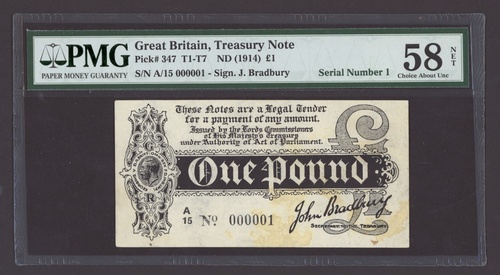 PMG
PAPER MONEY GUARANTY
Great Britain, Treasury Note
Pick# 347 T1-T7 ND (1914) £1
S/N A/15 000001 - Sign. J. Bradbury
Serial Number 1
58 NET
Choice About Unc
These Notes are a Legal Tender
for a payment of any amount.
Issued by the Lords Commissioners
of His Majesty's Treasury
under Authority of Act of Parliament.
£
One Pound
G
R
A
15 No. 000001
John Bradbury
Secretary to the Treasury.